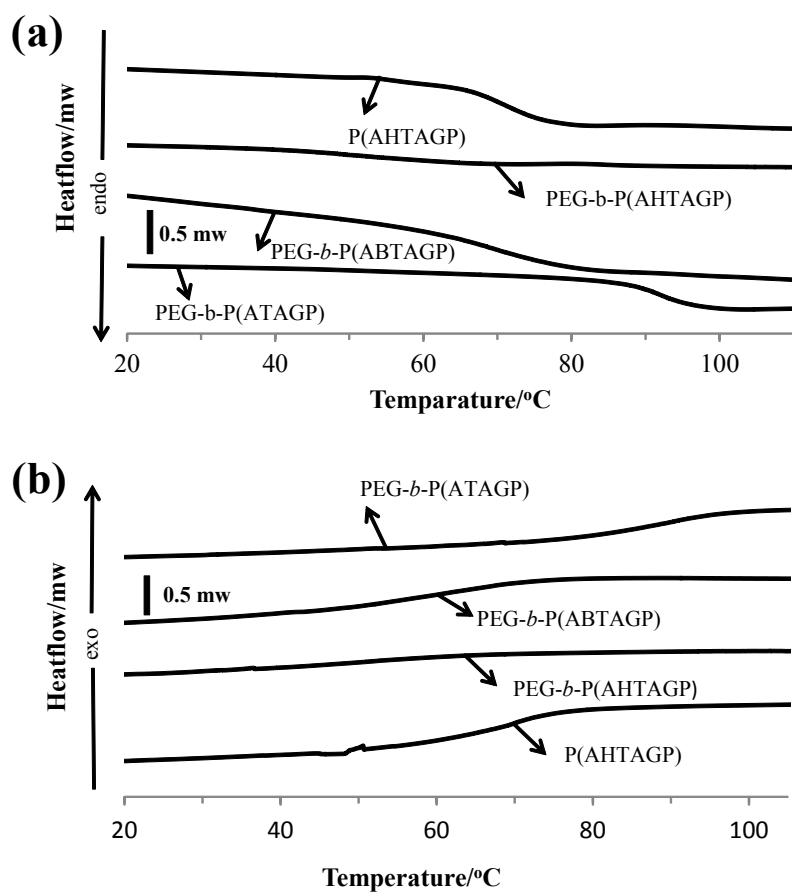 (a)
Heatflow/mw
endo
P(AHTAGP)
PEG-b-P(AHTAGP)
0.5 mw
PEG-b-P(ABTAGP)
PEG-b-P(ATAGP)
20 40 60 80 100
Temparature/°C
(b)
Heatflow/mw
exo
PEG-b-P(ATAGP)
0.5 mw
PEG-b-P(ABTAGP)
PEG-b-P(AHTAGP)
P(AHTAGP)
20 40 60 80 100
Temperature/°C